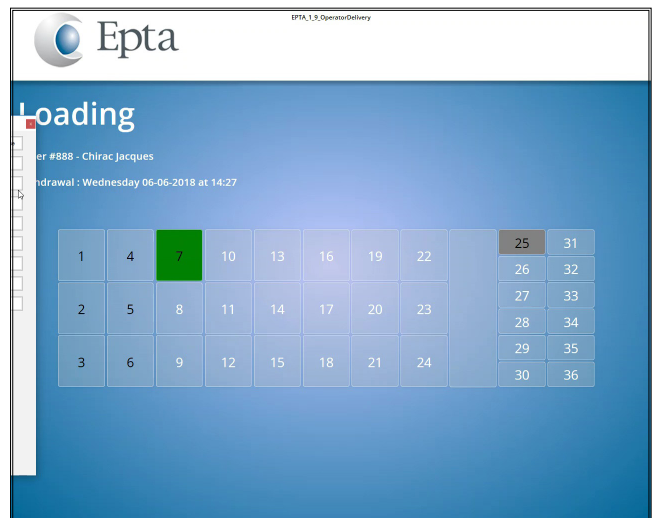 EPTA_1_9_OperatorDelivery
Epta
Loading
er #888 - Chirac Jacques
ndrawal : Wednesday 06-06-2018 at 14:27
1 4 7 10 13 16 19 22 25 31
26 32
2 5 8 11 14 17 20 23 27 33
28 34
3 6 9 12 15 18 21 24 29 35
30 36